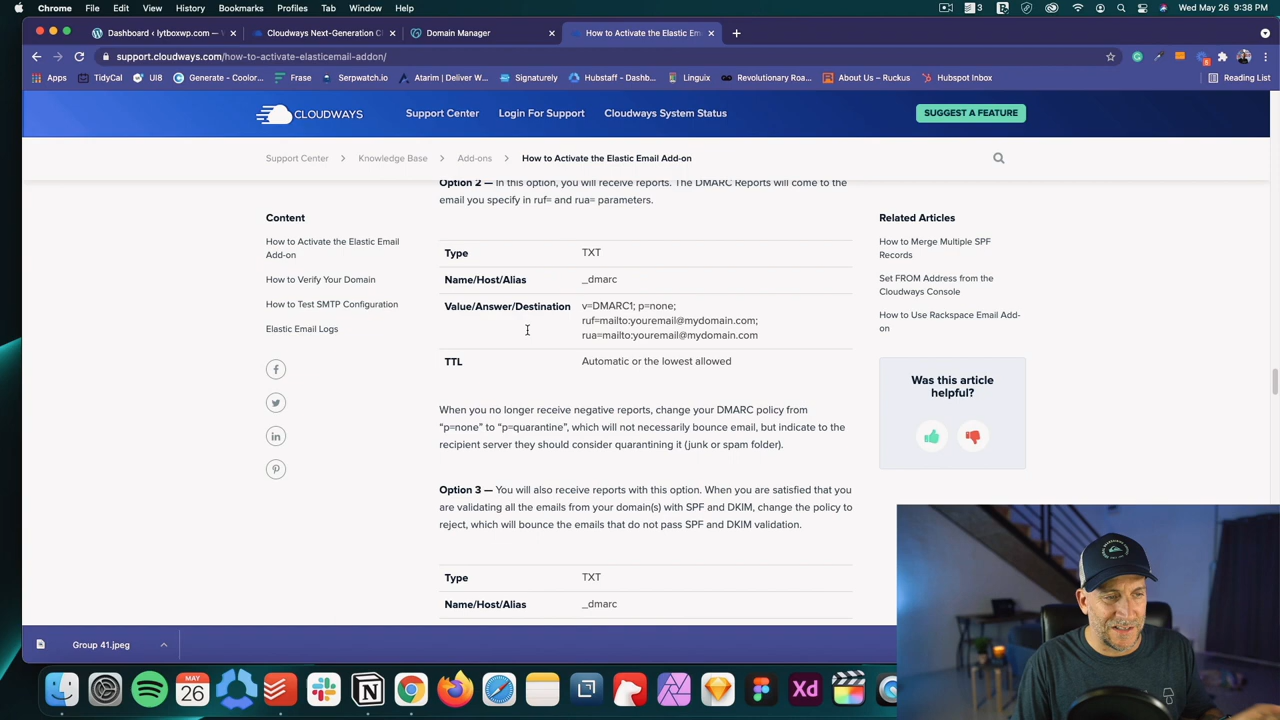 Chrome File Edit View History Bookmarks Profiles Tab Window Help
3 Wed May 26 9:38 PM
Dashboard ‹ lytboxwp.com — Cloudways Next-Generation C Domain Manager How to Activate the Elastic Em
support.cloudways.com/how-to-activate-elasticemail-addon/
Apps TidyCal UI8 Generate - Coolor... Frase Serpwatch.io Atarim | Deliver W... Signaturely Hubstaff - Dashb... Linguix Revolutionary Roa... About Us – Ruckus Hubspot Inbox Reading List
CLOUDWAYS Support Center Login For Support Cloudways System Status SUGGEST A FEATURE
Support Center Knowledge Base Add-ons How to Activate the Elastic Email Add-on
Option 2 — In this option, you will receive reports. The DMARC Reports will come to the
email you specify in ruf= and rua= parameters.
Content
How to Activate the Elastic Email
Add-on
How to Verify Your Domain
How to Test SMTP Configuration
Elastic Email Logs
Type TXT
Name/Host/Alias _dmarc
Value/Answer/Destination v=DMARC1; p=none;
ruf=mailto:youremail@mydomain.com;
rua=mailto:youremail@mydomain.com
TTL Automatic or the lowest allowed
When you no longer receive negative reports, change your DMARC policy from
“p=none” to “p=quarantine”, which will not necessarily bounce email, but indicate to the
recipient server they should consider quarantining it (junk or spam folder).
Option 3 — You will also receive reports with this option. When you are satisfied that you
are validating all the emails from your domain(s) with SPF and DKIM, change the policy to
reject, which will bounce the emails that do not pass SPF and DKIM validation.
Type TXT
Name/Host/Alias _dmarc
Related Articles
How to Merge Multiple SPF
Records
Set FROM Address from the
Cloudways Console
How to Use Rackspace Email Add-
on
Was this article
helpful?
Group 41.jpeg
MAY
26
Xd